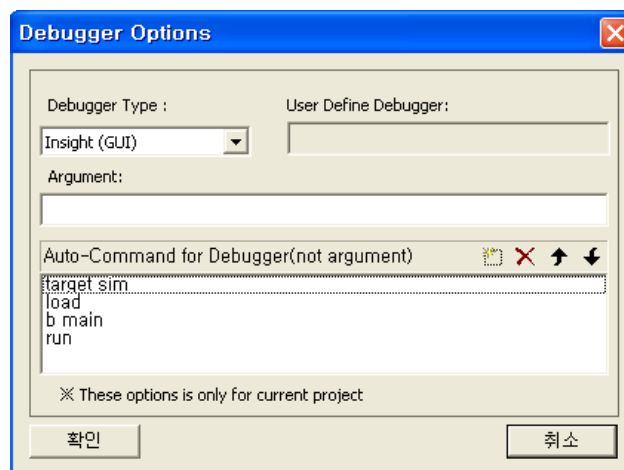 Debugger Options
Debugger Type : User Define Debugger:
Insight (GUI)
Argument:
Auto-Command for Debugger(not argument)
target sim
load
b main
run
※ These options is only for current project
확인 취소